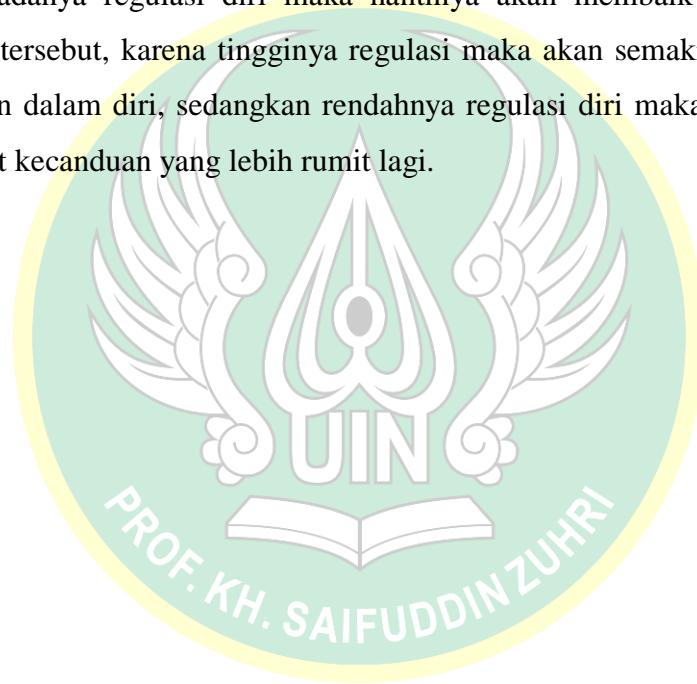 regulasi diri maka nantinya akan membaik
tersebut, karena tingginya regulasi maka akan semak
dalam diri, sedangkan rendahnya regulasi diri maka
kecanduan yang lebih rumit lagi.
UIN
PROF. KH. SAIFUDDIN ZUHRI